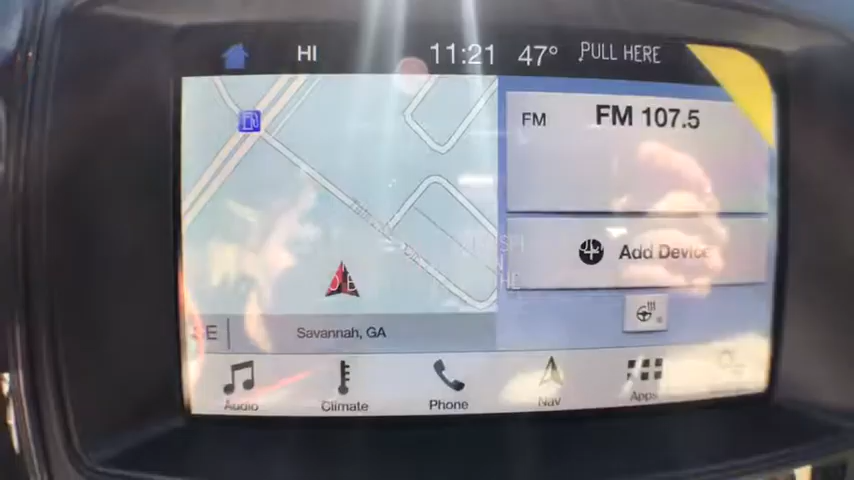 HI 11:21 47° PULL HERE
FM FM 107.5
Add Device
SE Savannah, GA
Audio Climate Phone Nav Apps